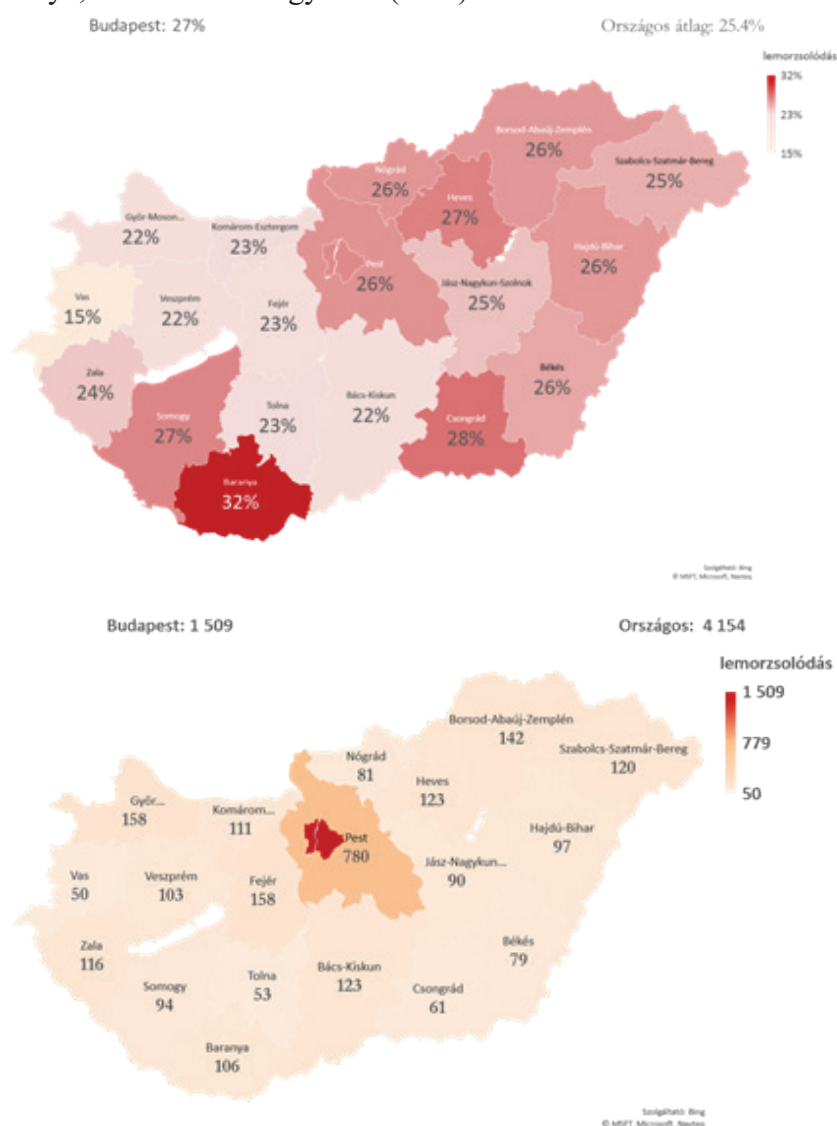 Budapest: 27%
Országos átlag: 25.4%
lemorzsolódás
32%
23%
15%
Borsod-Abaúj-Zemplén
26%
Szabolcs-Szatmár-Bereg
25%
Nógrád
26%
Heves
27%
Győr-Moson...
22%
Komárom-Esztergom
23%
Hajdú-Bihar
26%
Pest
26%
Jász-Nagykun-Szolnok
25%
Vas
15%
Veszprém
22%
Fejér
23%
Zala
24%
Békés
26%
Bács-Kiskun
22%
Tolna
23%
Somogy
27%
Csongrád
28%
Baranya
32%
Szolgáltató: Bing
© MSFT, Microsoft, Navteq
Budapest: 1 509
Országos: 4 154
lemorzsolódás
1 509
779
50
Borsod-Abaúj-Zemplén
142
Szabolcs-Szatmár-Bereg
120
Nógrád
81
Heves
123
Győr...
158
Komárom...
111
Hajdú-Bihar
97
Pest
780
Jász-Nagykun...
90
Vas
50
Veszprém
103
Fejér
158
Békés
79
Zala
116
Somogy
94
Tolna
53
Bács-Kiskun
123
Csongrád
61
Baranya
106
Szolgáltató: Bing
© MSFT, Microsoft, Navteq